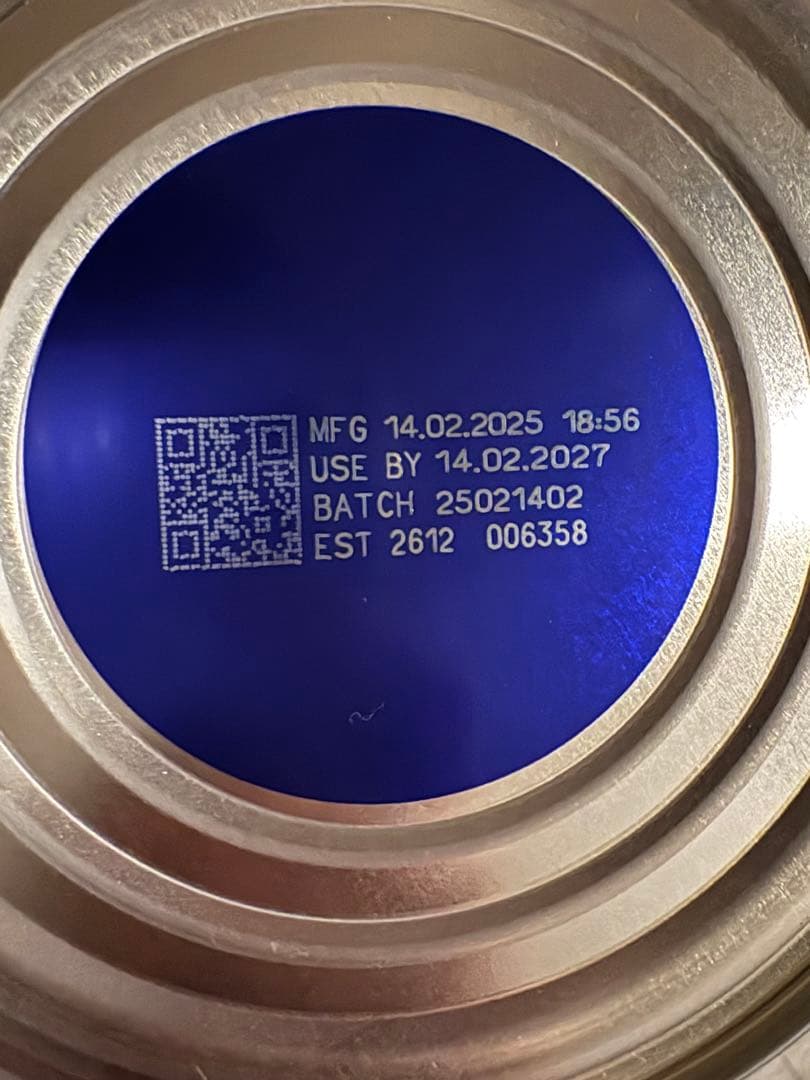 MFG 14.02.2025 18:56
USE BY 14.02.2027
BATCH 25021402
EST 2612 006358